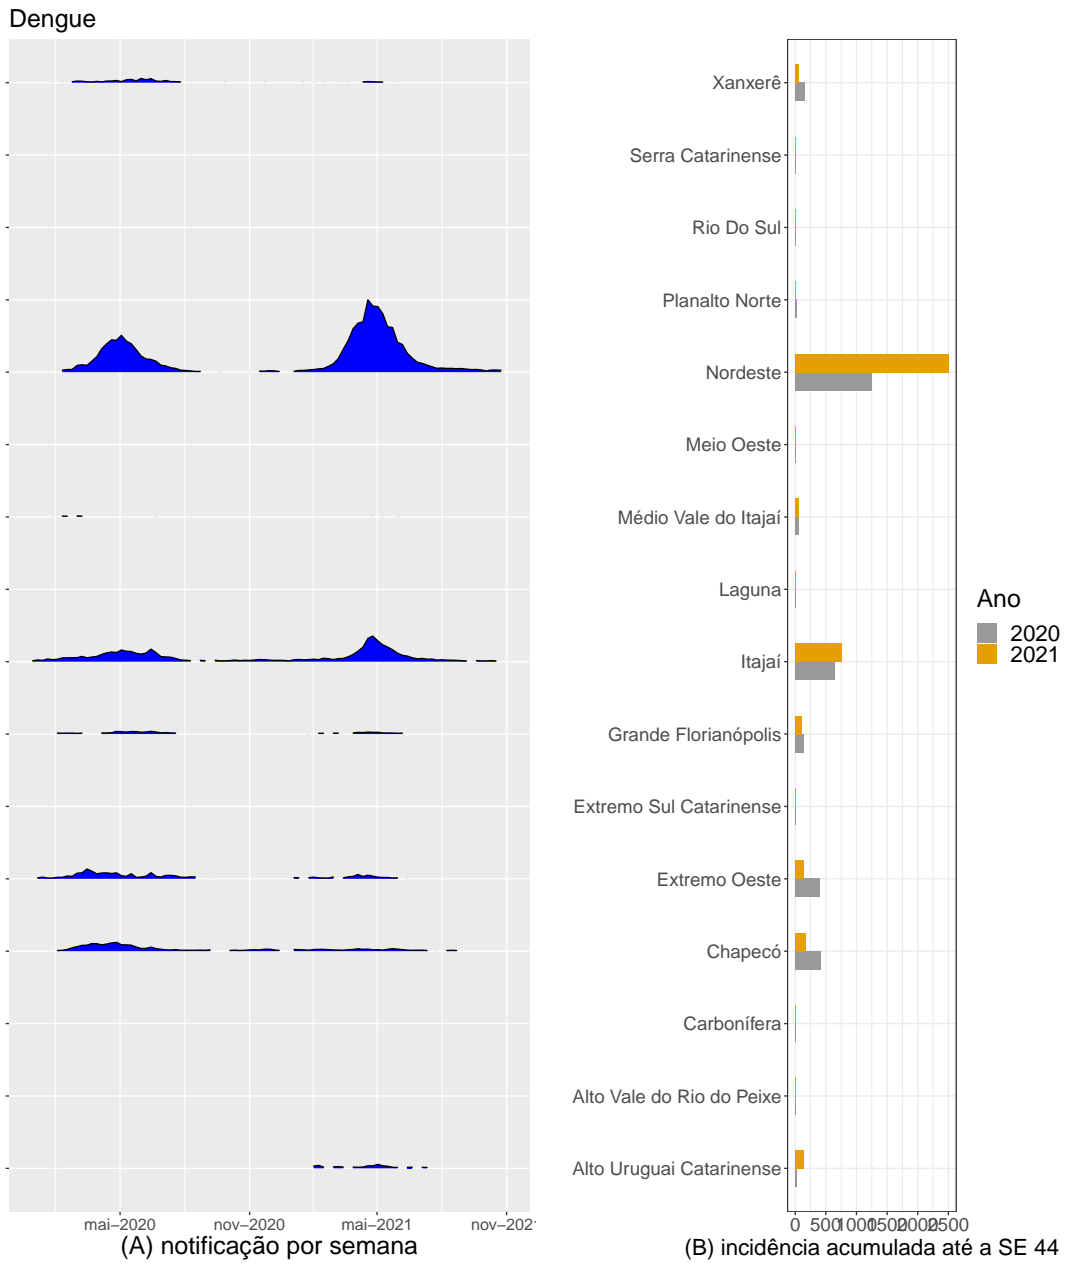 Dengue
Xanxerê
Serra Catarinense
Rio Do Sul
Planalto Norte
Nordeste
Meio Oeste
Médio Vale do Itajaí
Laguna
Itajaí
Grande Florianópolis
Extremo Sul Catarinense
Extremo Oeste
Chapecó
Carbonífera
Alto Vale do Rio do Peixe
Alto Uruguai Catarinense
Ano
2020
2021
mai–2020 nov–2020 mai–2021 nov–2021
0 500 1000 1500 2000 2500
(A) notificação por semana
(B) incidência acumulada até a SE 44